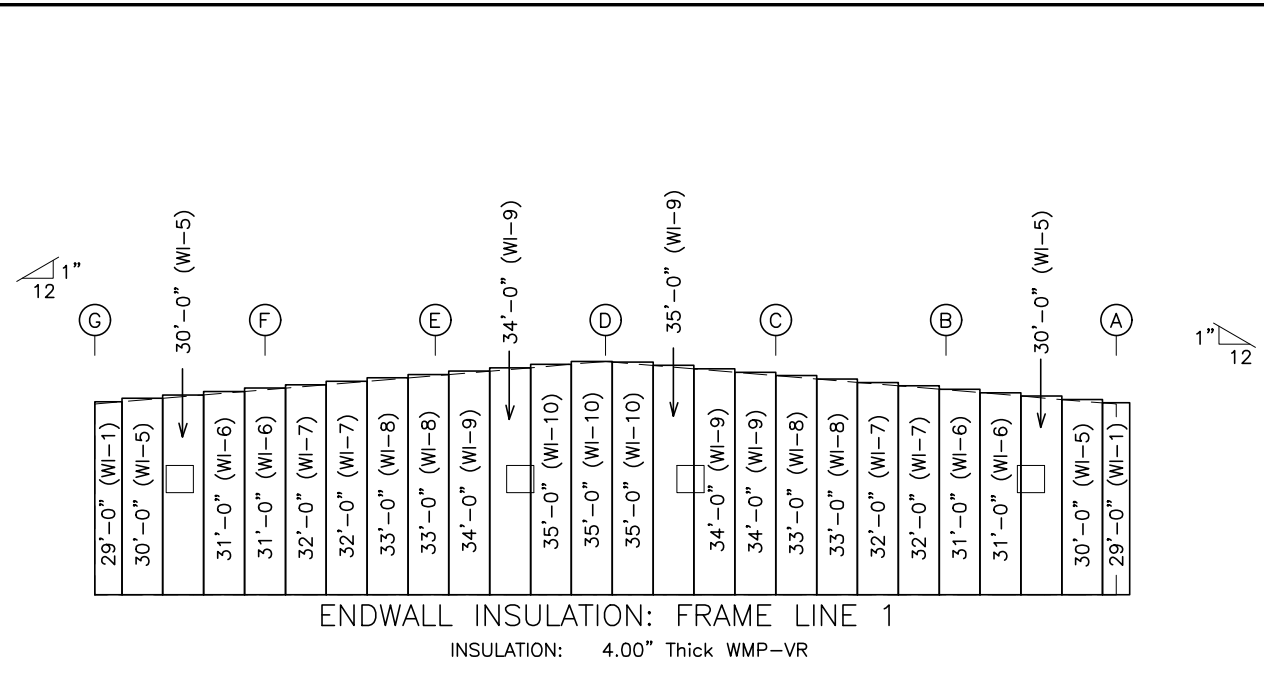 30'-0" (WI-5)
34'-0" (WI-9)
35'-0" (WI-9)
30'-0" (WI-5)
1"
12
G
F
E
D
C
B
A
1"
12
29'-0" (WI-1)
30'-0" (WI-5)
31'-0" (WI-6)
31'-0" (WI-6)
32'-0" (WI-7)
32'-0" (WI-7)
33'-0" (WI-8)
33'-0" (WI-8)
34'-0" (WI-9)
35'-0" (WI-10)
35'-0" (WI-10)
35'-0" (WI-10)
34'-0" (WI-9)
34'-0" (WI-9)
33'-0" (WI-8)
33'-0" (WI-8)
32'-0" (WI-7)
32'-0" (WI-7)
31'-0" (WI-6)
31'-0" (WI-6)
30'-0" (WI-5)
29'-0" (WI-1)
ENDWALL INSULATION: FRAME LINE 1
INSULATION: 4.00" Thick WMP-VR